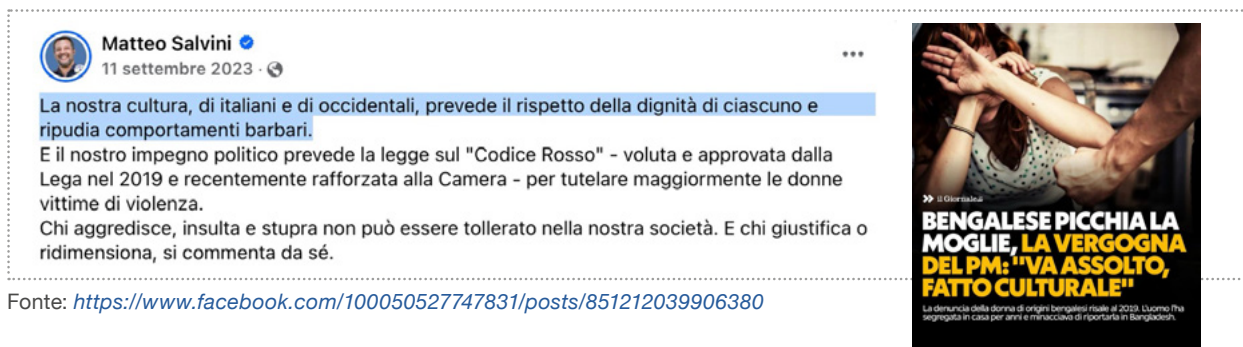 Matteo Salvini
11 settembre 2023 ·
La nostra cultura, di italiani e di occidentali, prevede il rispetto della dignità di ciascuno e
ripudia comportamenti barbari.
E il nostro impegno politico prevede la legge sul "Codice Rosso" - voluta e approvata dalla
Lega nel 2019 e recentemente rafforzata alla Camera - per tutelare maggiormente le donne
vittime di violenza.
Chi aggredisce, insulta e stupra non può essere tollerato nella nostra società. E chi giustifica o
ridimensiona, si commenta da sé.
Fonte: https://www.facebook.com/100050527747831/posts/851212039906380
il Giornale.it
BENGALESE PICCHIA LA
MOGLIE, LA VERGOGNA
DEL PM: "VA ASSOLTO,
FATTO CULTURALE"
La denuncia della donna di origini bengalesi risale al 2019. L'uomo l'ha
segregata in casa per anni e minacciava di riportarla in Bangladesh.